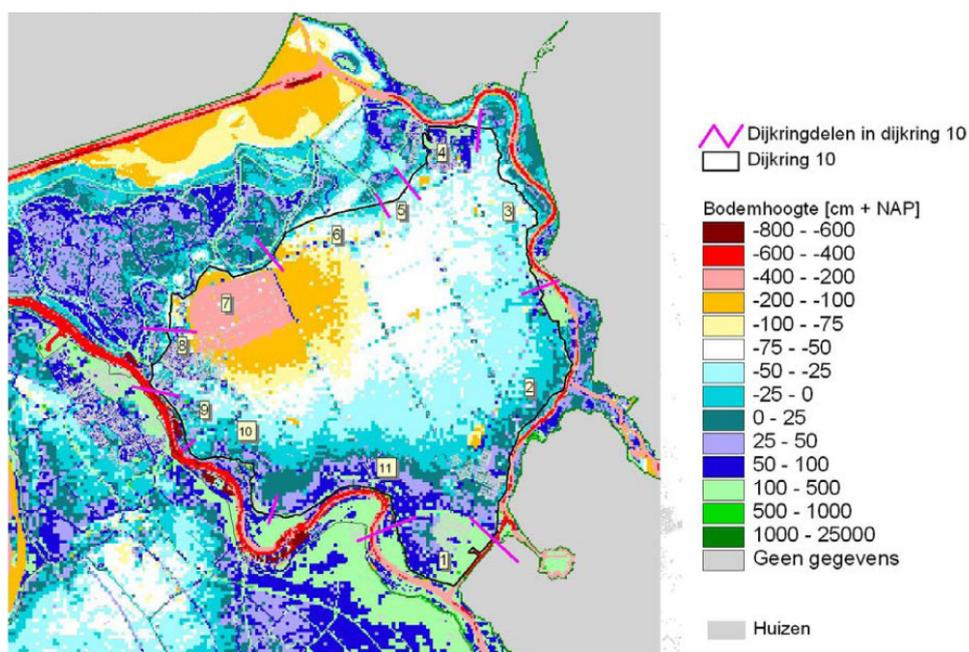 Dijkringdelen in dijkring 10
Dijkring 10
Bodemhoogte [cm + NAP]
-800 - -600
-600 - -400
-400 - -200
-200 - -100
-100 - -75
-75 - -50
-50 - -25
-25 - 0
0 - 25
25 - 50
50 - 100
100 - 500
500 - 1000
1000 - 25000
Geen gegevens
Huizen
4
3
5
6
7
8
2
9
10
11
1